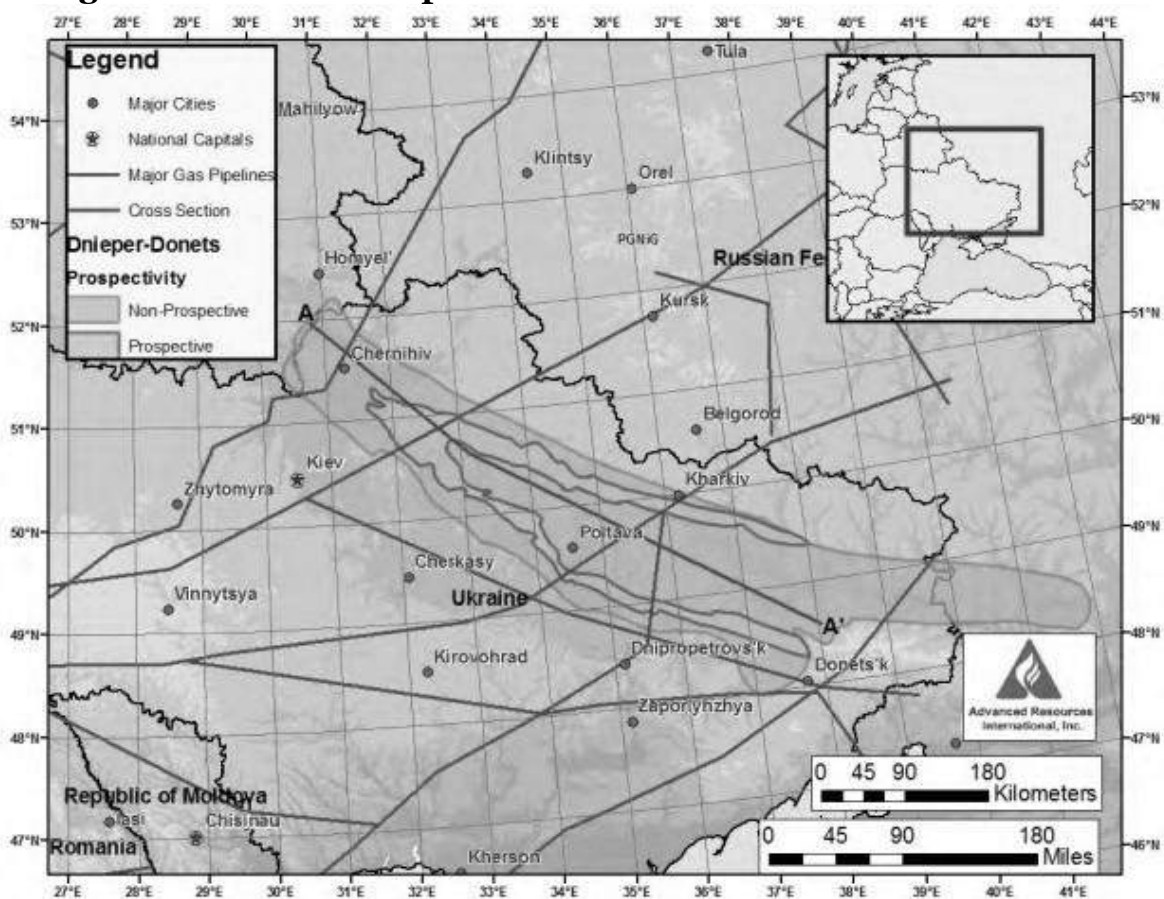 27°E 28°E 29°E 30°E 31°E 32°E 33°E 34°E 35°E 36°E 37°E 38°E 39°E 40°E 41°E 42°E 43°E 44°E
Legend
Major Cities
National Capitals
Major Gas Pipelines
Cross Section
Dnieper-Donets
Prospectivity
Non-Prospective
Prospective
54°N
53°N
52°N
51°N
50°N
49°N
48°N
47°N
53°N
52°N
51°N
50°N
49°N
48°N
47°N
46°N
Tula
Mahilyow
Klintsy
Orel
PGNiG
Russian Fe
Homyel'
Kursk
A
Chernihiv
Belgorod
Kiev
Kharkiv
Zhytomyra
Poltava
Cherkasy
Vinnytsya
Ukraine
A'
Dnipropetrovs'k
Kirovohrad
Donets'k
Zaporiyhzhya
Advanced Resources
International, Inc.
0 45 90 180
Kilometers
0 45 90 180
Miles
Republic of Moldova
Iasi
Chisinau
Romania
Kherson
27°E 28°E 29°E 30°E 31°E 32°E 33°E 34°E 35°E 36°E 37°E 38°E 39°E 40°E 41°E